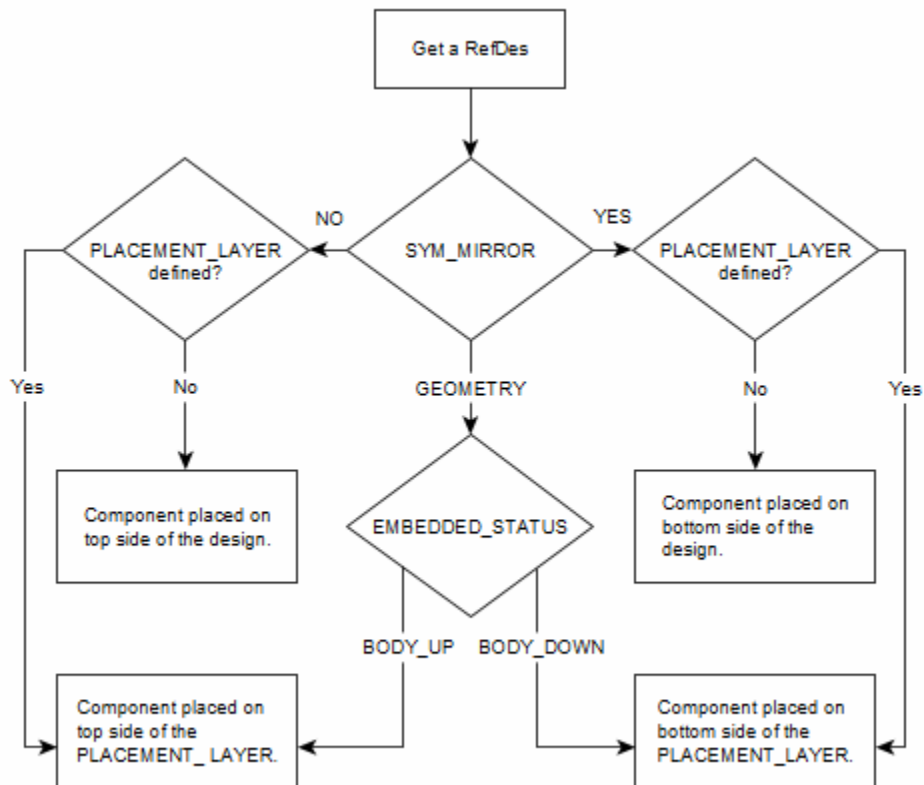 Get a RefDes
NO
YES
PLACEMENT_LAYER
defined?
SYM_MIRROR
PLACEMENT_LAYER
defined?
Yes
No
GEOMETRY
No
Yes
Component placed on
top side of the design.
EMBEDDED_STATUS
Component placed on
bottom side of the
design.
BODY_UP
BODY_DOWN
Component placed on
top side of the
PLACEMENT_ LAYER.
Component placed on
bottom side of the
PLACEMENT_LAYER.